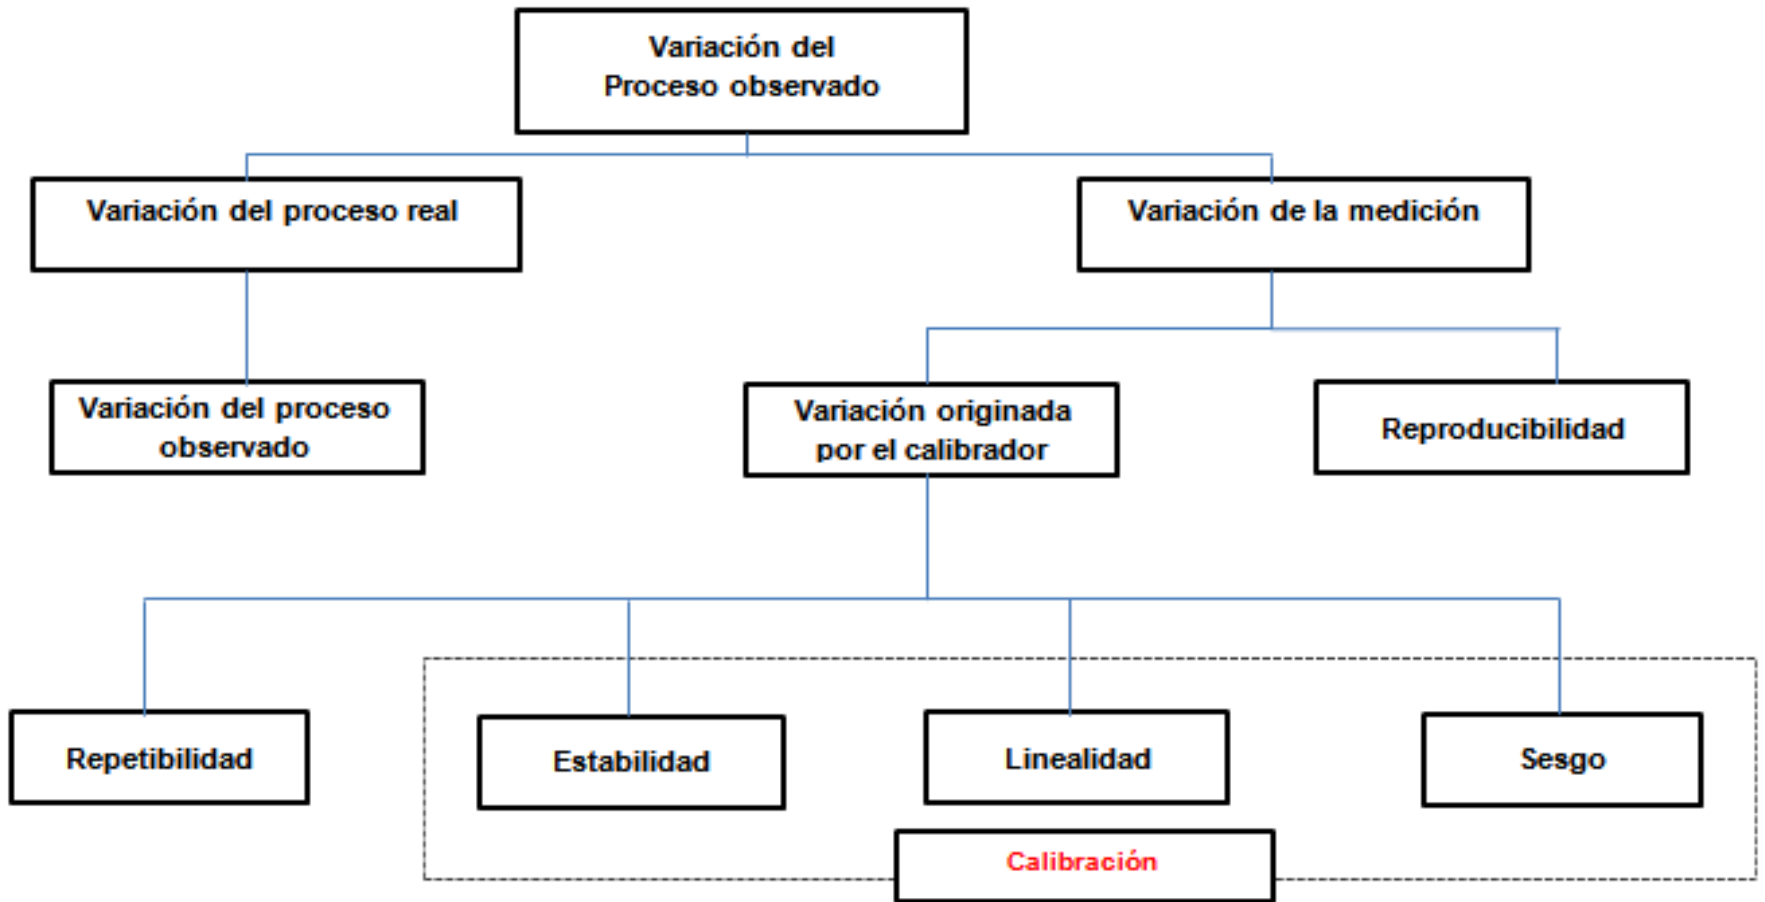 Variación del
Proceso observado
Variación del proceso real
Variación de la medición
Variación del proceso
observado
Variación originada
por el calibrador
Reproducibilidad
Repetibilidad
Estabilidad
Linealidad
Sesgo
Calibración